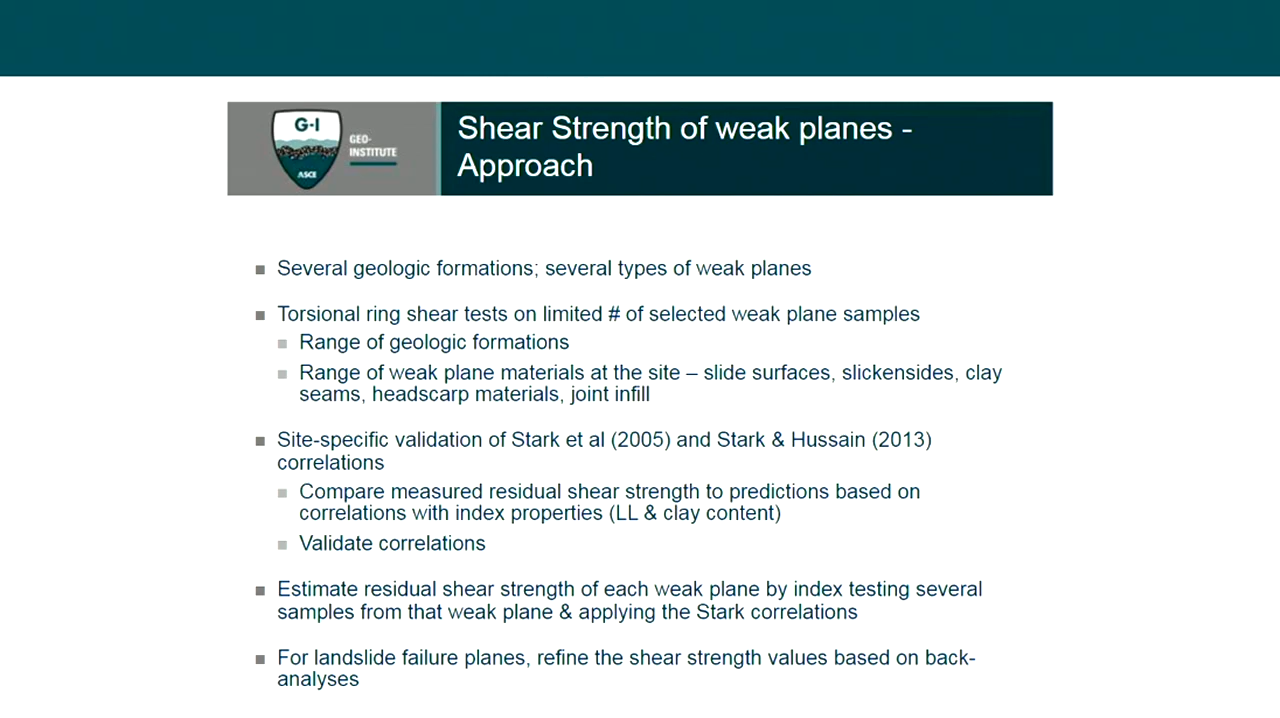 G-I
GEO-
INSTITUTE
ASCE
Shear Strength of weak planes -
Approach
Several geologic formations; several types of weak planes
Torsional ring shear tests on limited # of selected weak plane samples
Range of geologic formations
Range of weak plane materials at the site – slide surfaces, slickensides, clay
seams, headscarp materials, joint infill
Site-specific validation of Stark et al (2005) and Stark & Hussain (2013)
correlations
Compare measured residual shear strength to predictions based on
correlations with index properties (LL & clay content)
Validate correlations
Estimate residual shear strength of each weak plane by index testing several
samples from that weak plane & applying the Stark correlations
For landslide failure planes, refine the shear strength values based on back-
analyses